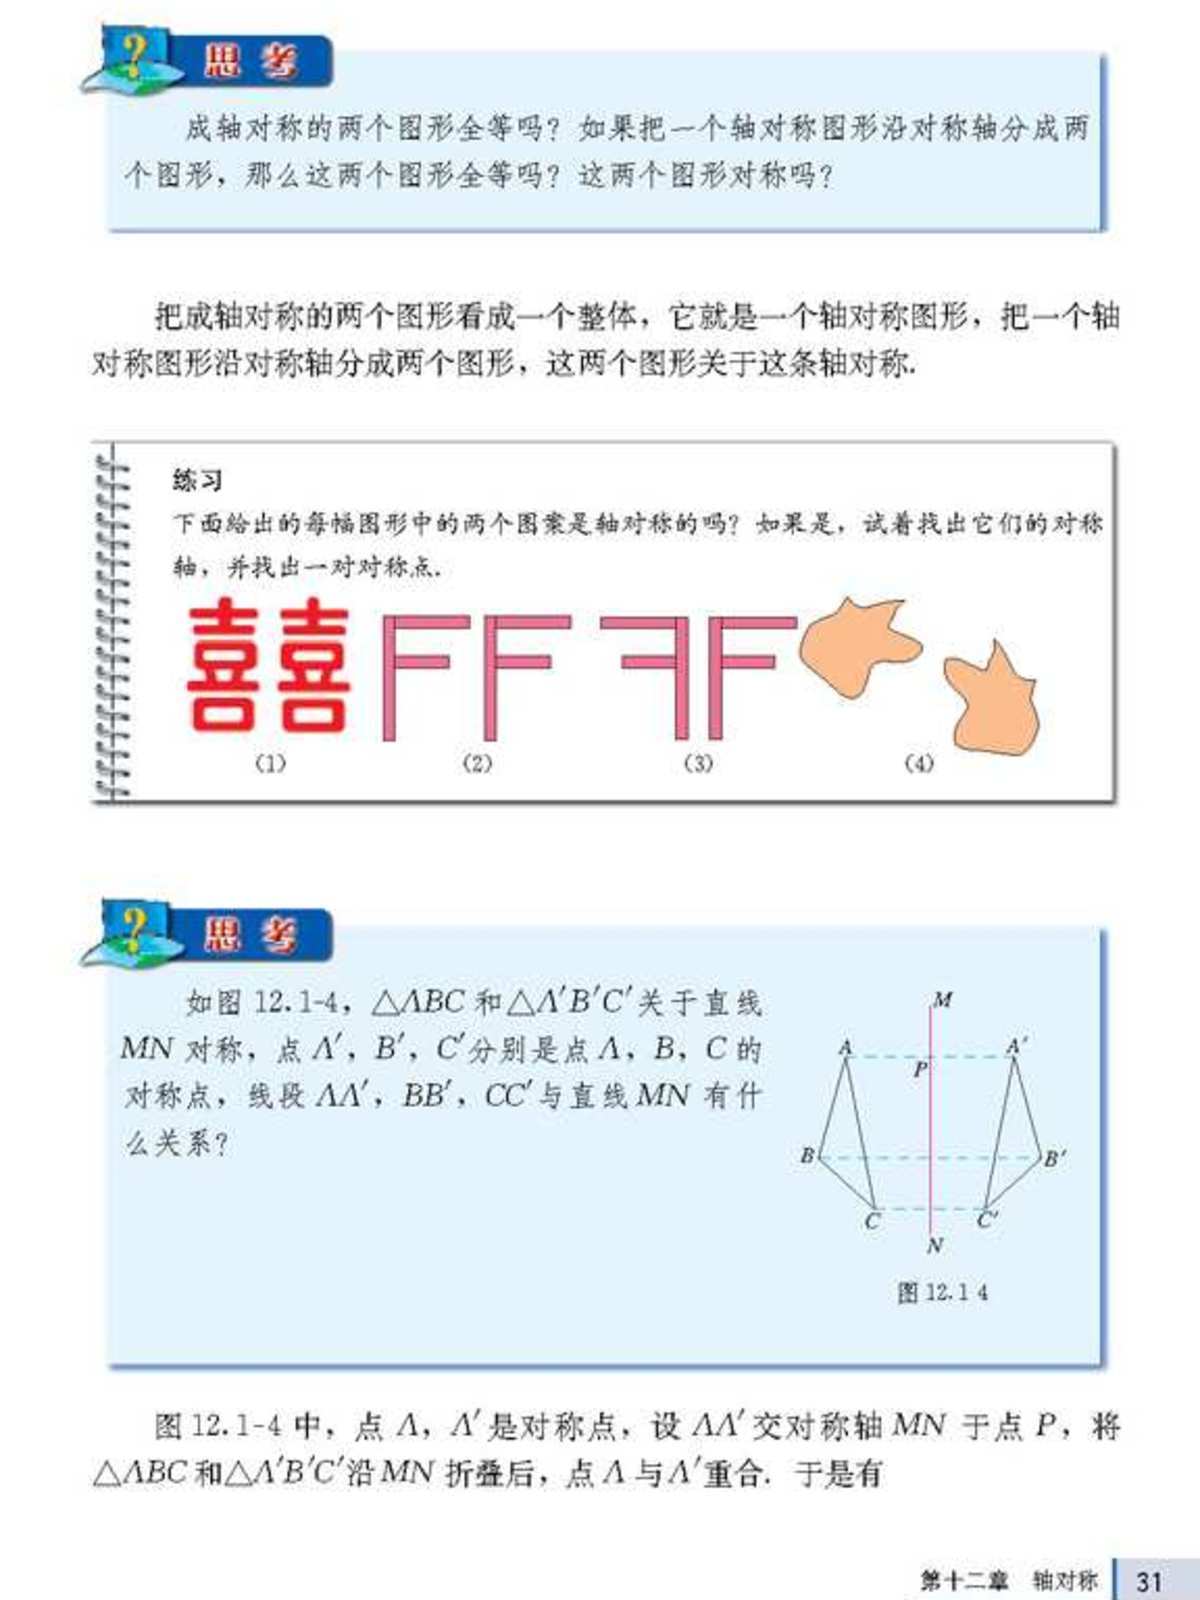 思考
成轴对称的两个图形全等吗？如果把一个轴对称图形沿对称轴分成两
个图形，那么这两个图形全等吗？这两个图形对称吗？
把成轴对称的两个图形看成一个整体，它就是一个轴对称图形，把一个轴
对称图形沿对称轴分成两个图形，这两个图形关于这条轴对称.
练习
下面给出的每幅图形中的两个图案是轴对称的吗？如果是，试着找出它们的对称
轴，并找出一对对称点.
囍 FF FF
(1) (2) (3) (4)
思考
如图 12.1-4，△ABC 和△A′B′C′关于直线
MN 对称，点 A′，B′，C′分别是点 A，B，C 的
对称点，线段 AA′，BB′，CC′与直线 MN 有什
么关系？
M
A P A′
B B′
C C′
N
图 12.1 4
图 12.1-4 中，点 A，A′是对称点，设 AA′交对称轴 MN 于点 P，将
△ABC 和△A′B′C′沿 MN 折叠后，点 A 与A′重合. 于是有
第十二章 轴对称 31